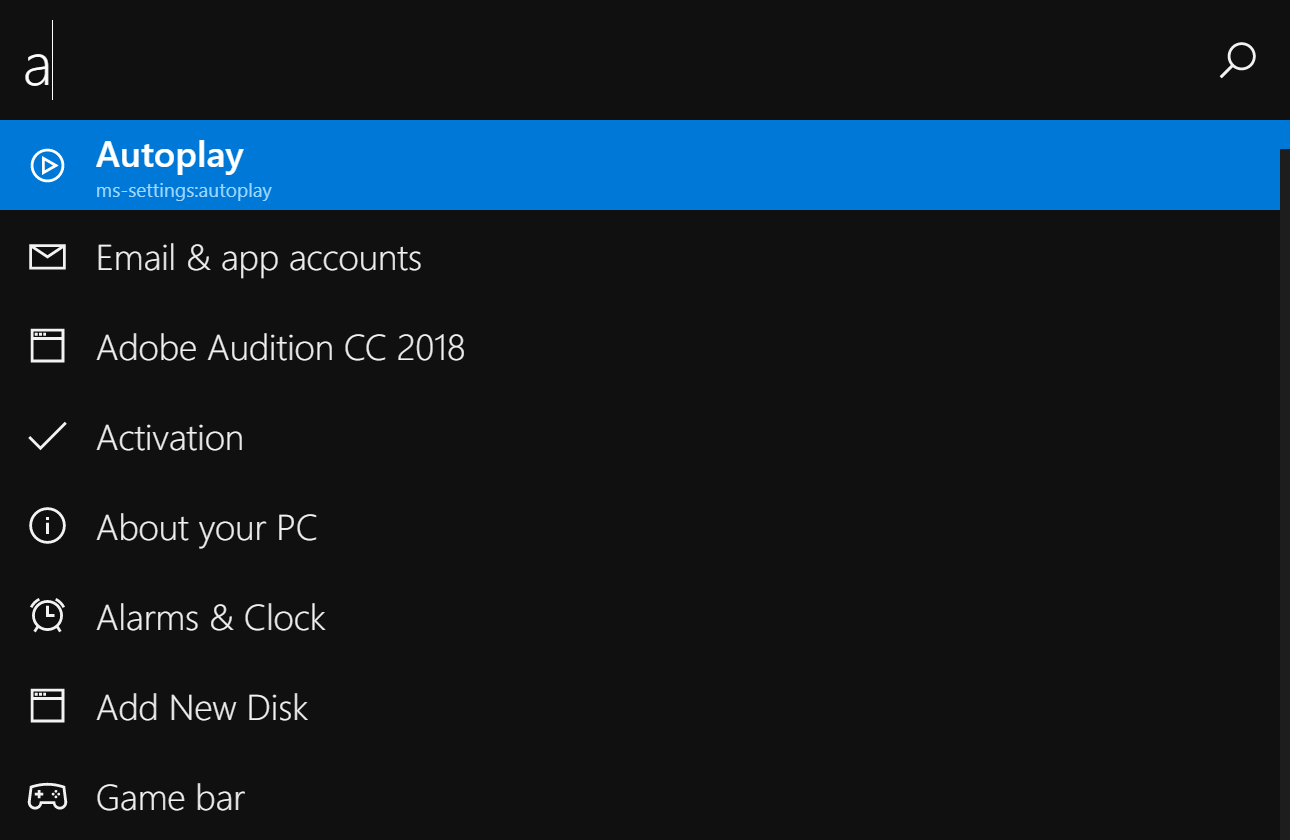 a
Autoplay
ms-settings:autoplay
Email & app accounts
Adobe Audition CC 2018
Activation
About your PC
Alarms & Clock
Add New Disk
Game bar